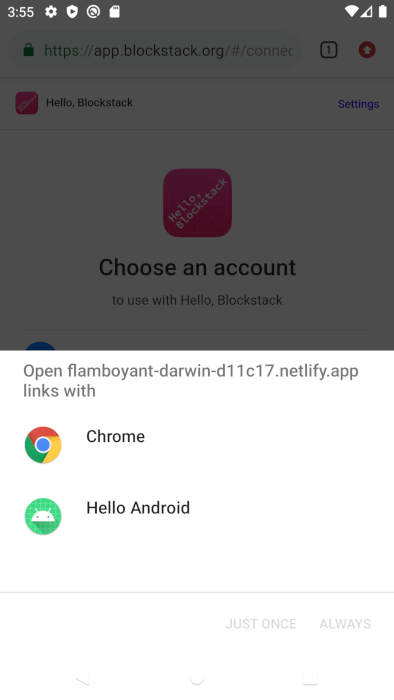 3:55
https://app.blockstack.org/#/connec
1
Hello, Blockstack
Settings
Hello,
Blockstack
Choose an account
to use with Hello, Blockstack
Open flamboyant-darwin-d11c17.netlify.app
links with
Chrome
Hello Android
JUST ONCE
ALWAYS